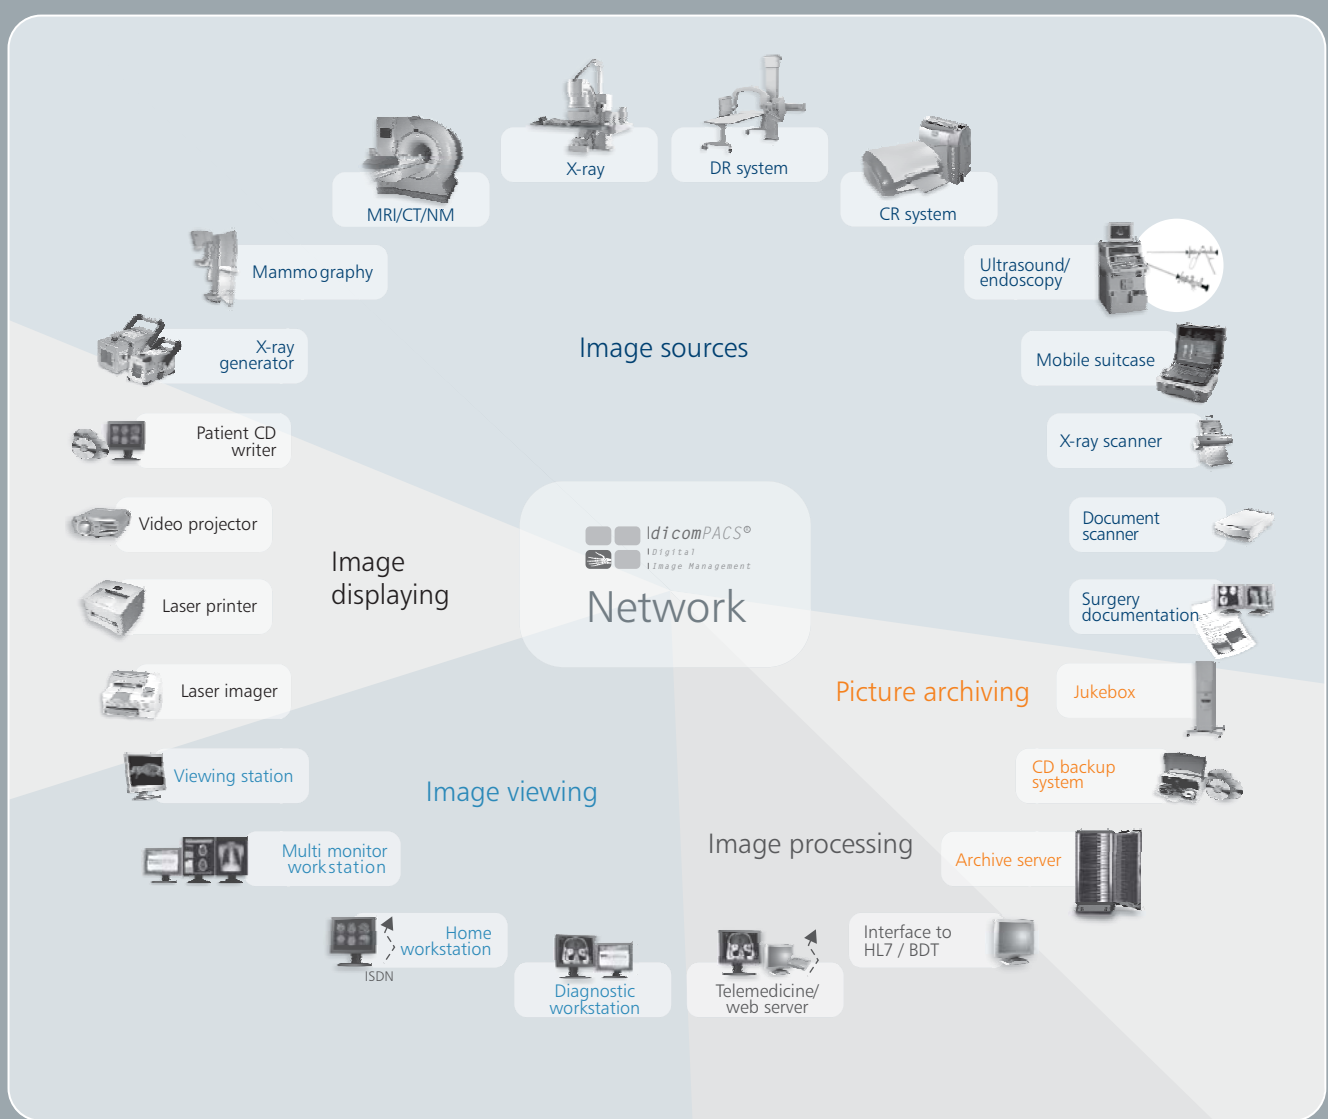 X-ray
DR system
MRI/CT/NM
CR system
Mammography
Ultrasound/
endoscopy
X-ray
generator
Image sources
Mobile suitcase
Patient CD
writer
X-ray scanner
Video projector
Document
scanner
Image
displaying
dicomPACS®
Digital
Image Management
Network
Laser printer
Surgery
documentation
Laser imager
Picture archiving
Jukebox
Viewing station
Image viewing
CD backup
system
Multi monitor
workstation
Image processing
Archive server
Home
workstation
ISDN
Interface to
HL7 / BDT
Diagnostic
workstation
Telemedicine/
web server